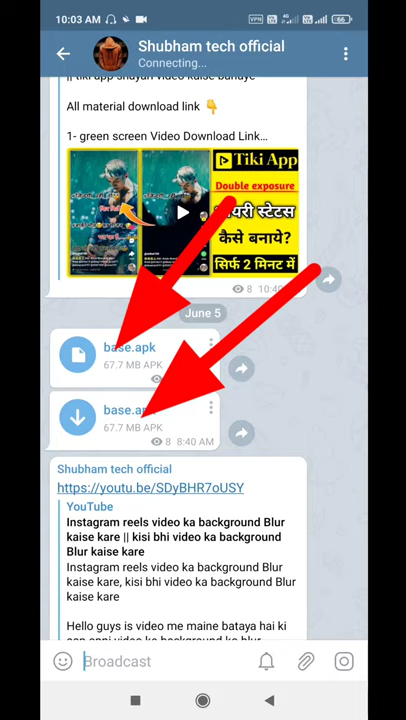 10:03 AM
VPN 4G 66
Shubham tech official
Connecting...
|| tiki app shayari video kaise banaye
All material download link 👇
1- green screen Video Download Link...
Tiki App
Double exposure
स्टेटस
कैसे बनाये?
सिर्फ 2 मिनट में
8 10:40
June 5
base.apk
67.7 MB APK
base.apk
67.7 MB APK
8 8:40 AM
Shubham tech official
https://youtu.be/SDyBHR7oUSY
YouTube
Instagram reels video ka background Blur
kaise kare || kisi bhi video ka background
Blur kaise kare
Instagram reels video ka background Blur
kaise kare, kisi bhi video ka background Blur
kaise kare
Hello guys is video me maine bataya hai ki
Broadcast